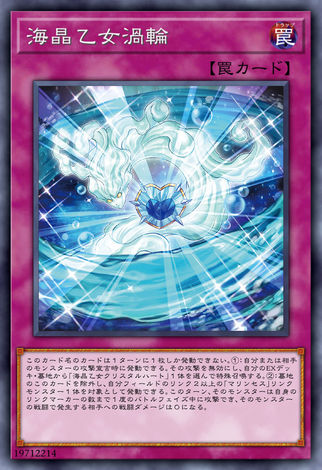 海晶乙女渦輪
トラップ
罠
【罠カード】
このカード名のカードは１ターンに１枚しか発動できない。①：自分または相手
のモンスターの攻撃宣言時に発動できる。その攻撃を無効にし、自分のEXデッ
キ・墓地から「海晶乙女クリスタルハート」１体を選んで特殊召喚する。②：墓地
のこのカードを除外し、自分フィールドのリンク２以上の「マリンセス」リンク
モンスター１体を対象として発動できる。このターン、そのモンスターは自身の
リンクマーカーの数まで１度のバトルフェイズ中に攻撃でき、そのモンスター
の戦闘で発生する相手への戦闘ダメージは０になる。
19712214